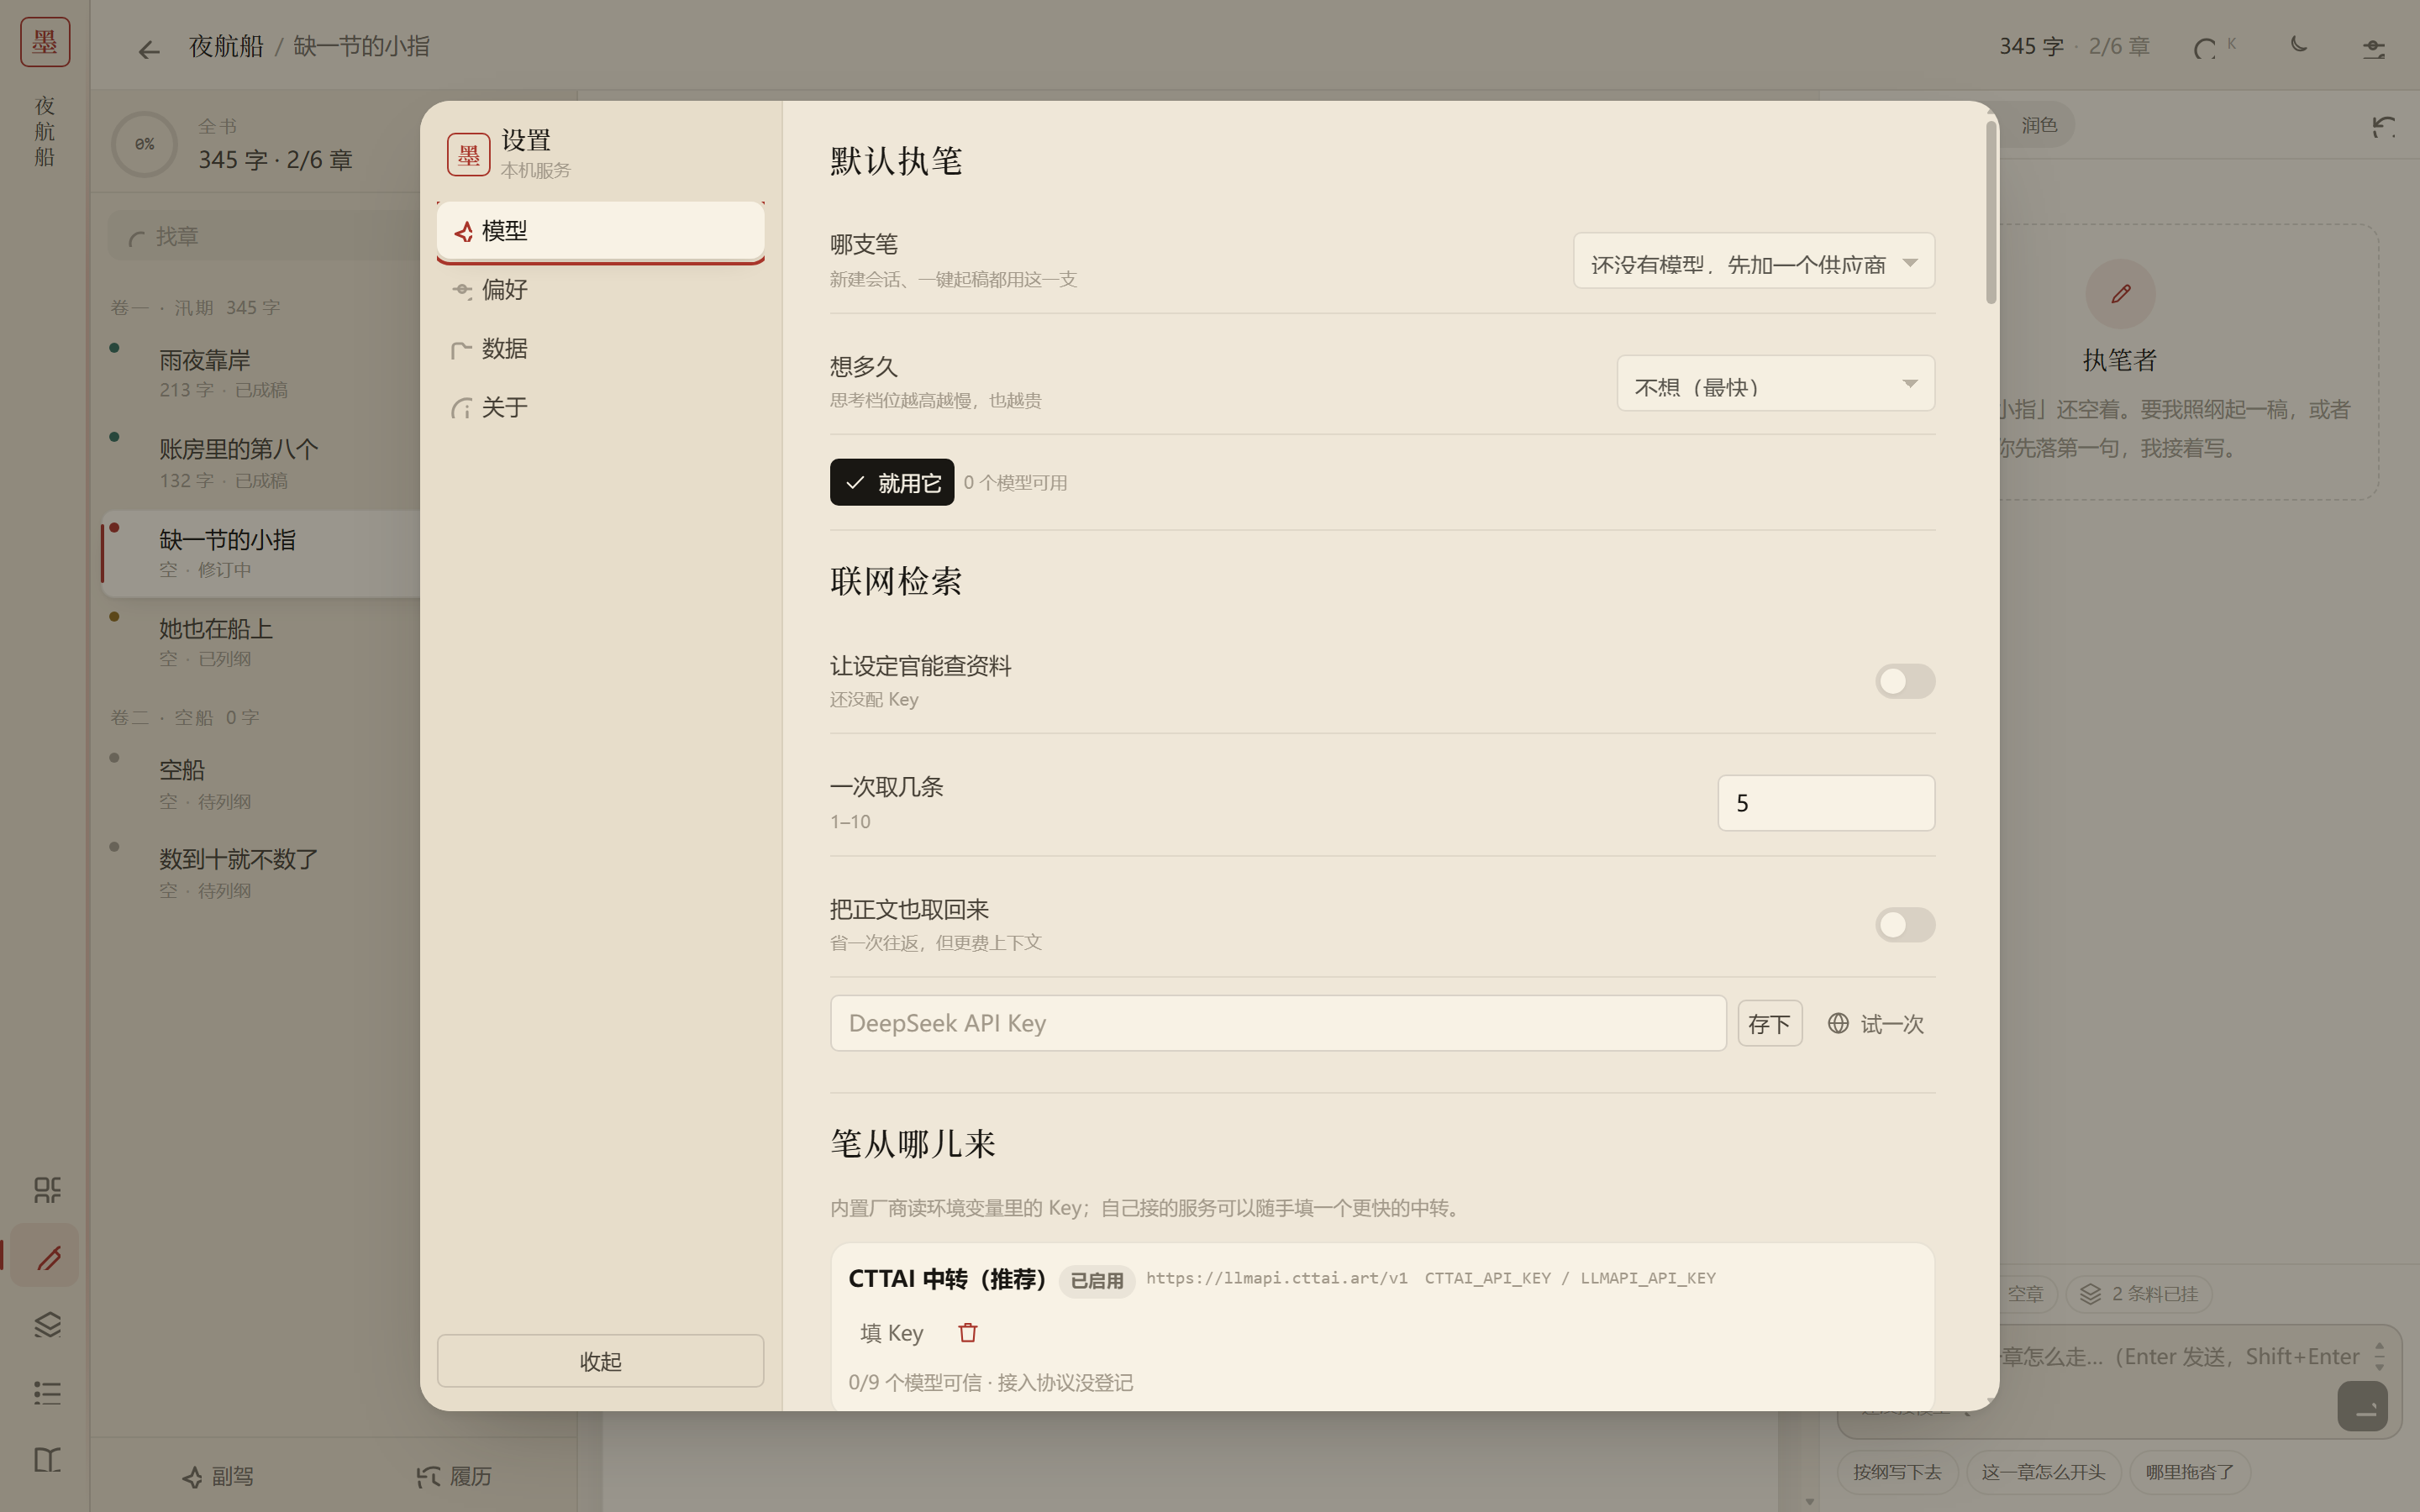 墨
夜航船
夜航船 / 缺一节的小指
345 字 · 2/6 章
K
0%
全书
345 字 · 2/6 章
找章
卷一 · 汛期 345 字
雨夜靠岸
213 字 · 已成稿
账房里的第八个
132 字 · 已成稿
缺一节的小指
空 · 修订中
她也在船上
空 · 已列纲
卷二 · 空船 0 字
空船
空 · 待列纲
数到十就不数了
空 · 待列纲
副驾
履历
墨
设置
本机服务
模型
偏好
数据
关于
收起
默认执笔
哪支笔
新建会话、一键起稿都用这一支
还没有模型，先加一个供应商
想多久
思考档位越高越慢，也越贵
不想（最快）
就用它
0 个模型可用
联网检索
让设定官能查资料
还没配 Key
一次取几条
1–10
5
把正文也取回来
省一次往返，但更费上下文
DeepSeek API Key
存下
试一次
笔从哪儿来
内置厂商读环境变量里的 Key；自己接的服务可以随手填一个更快的中转。
CTTAI 中转（推荐）
已启用
https://llmapi.cttai.art/v1
CTTAI_API_KEY / LLMAPI_API_KEY
填 Key
0/9 个模型可信 · 接入协议没登记
润色
执笔者
小指」还空着。要我照纲起一稿，或者
你先落第一句，我接着写。
空章
2 条料已挂
章怎么走…（Enter 发送，Shift+Enter
按纲写下去
这一章怎么开头
哪里拖沓了